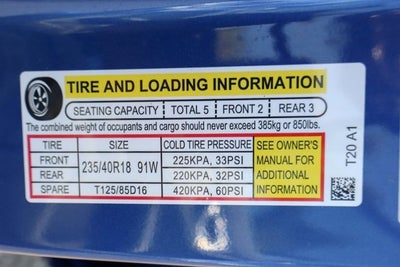 TIRE AND LOADING INFORMATION
SEATING CAPACITY TOTAL 5 FRONT 2 REAR 3
The combined weight of occupants and cargo should never exceed 385kg or 850lbs.
TIRE SIZE COLD TIRE PRESSURE
FRONT 235/40R18 91W 225KPA, 33PSI
REAR 220KPA, 32PSI
SPARE T125/85D16 420KPA, 60PSI
SEE OWNER'S
MANUAL FOR
ADDITIONAL
INFORMATION
T20 A1